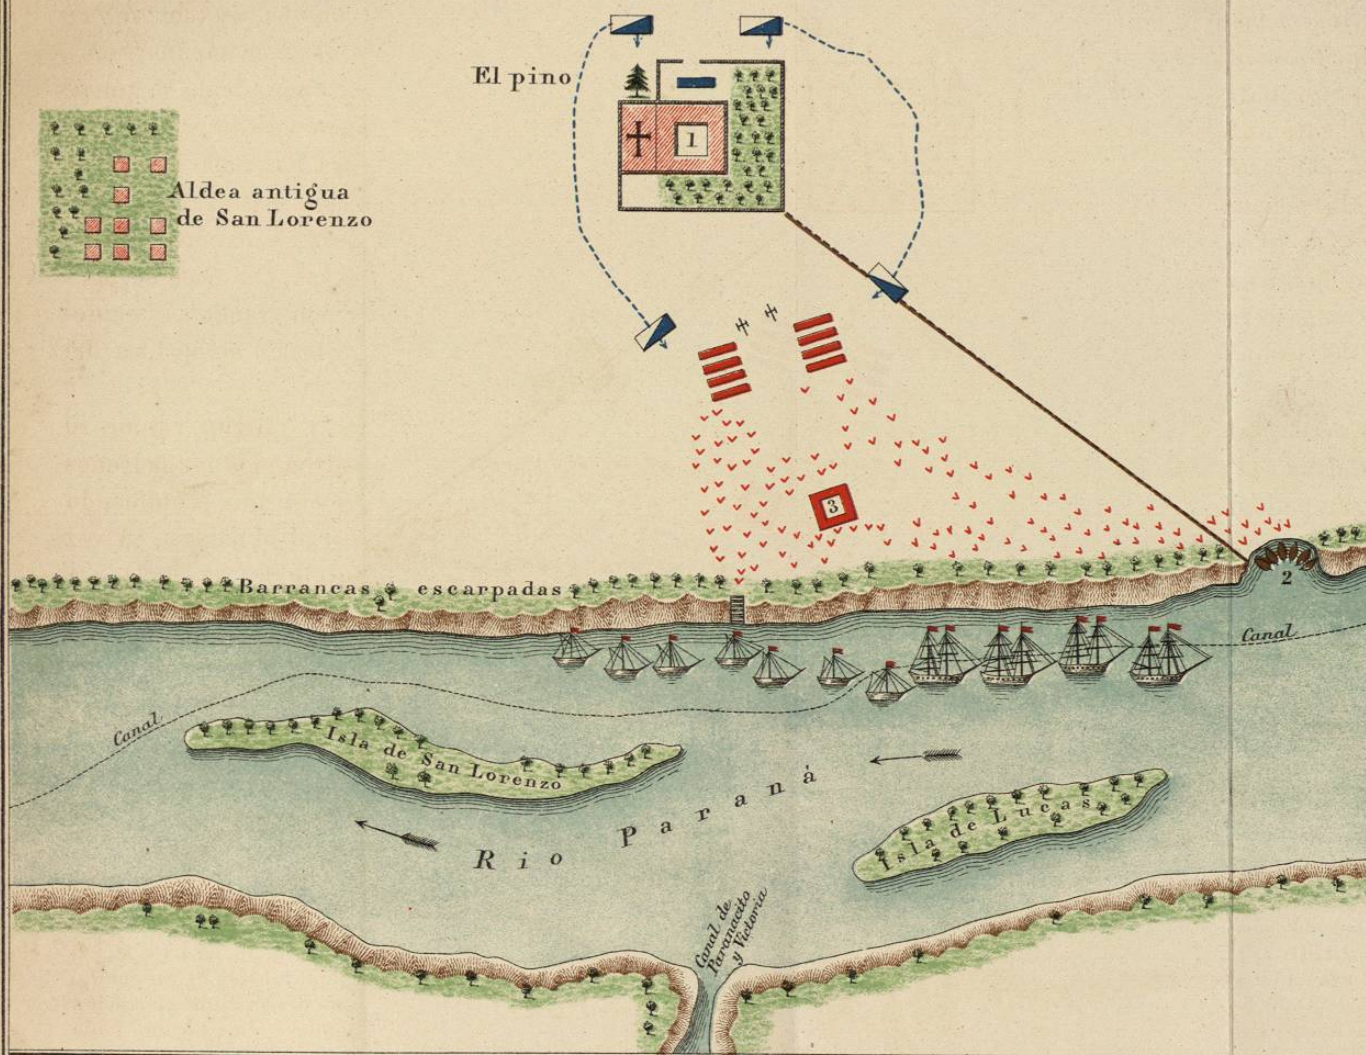 El pino
1
Aldea antigua
de San Lorenzo
3
Barrancas escarpadas
2
Canal
Canal
Isla de San Lorenzo
Rio Paraná
Isla de Lucas
Canal de
Paranacito
y Victoria